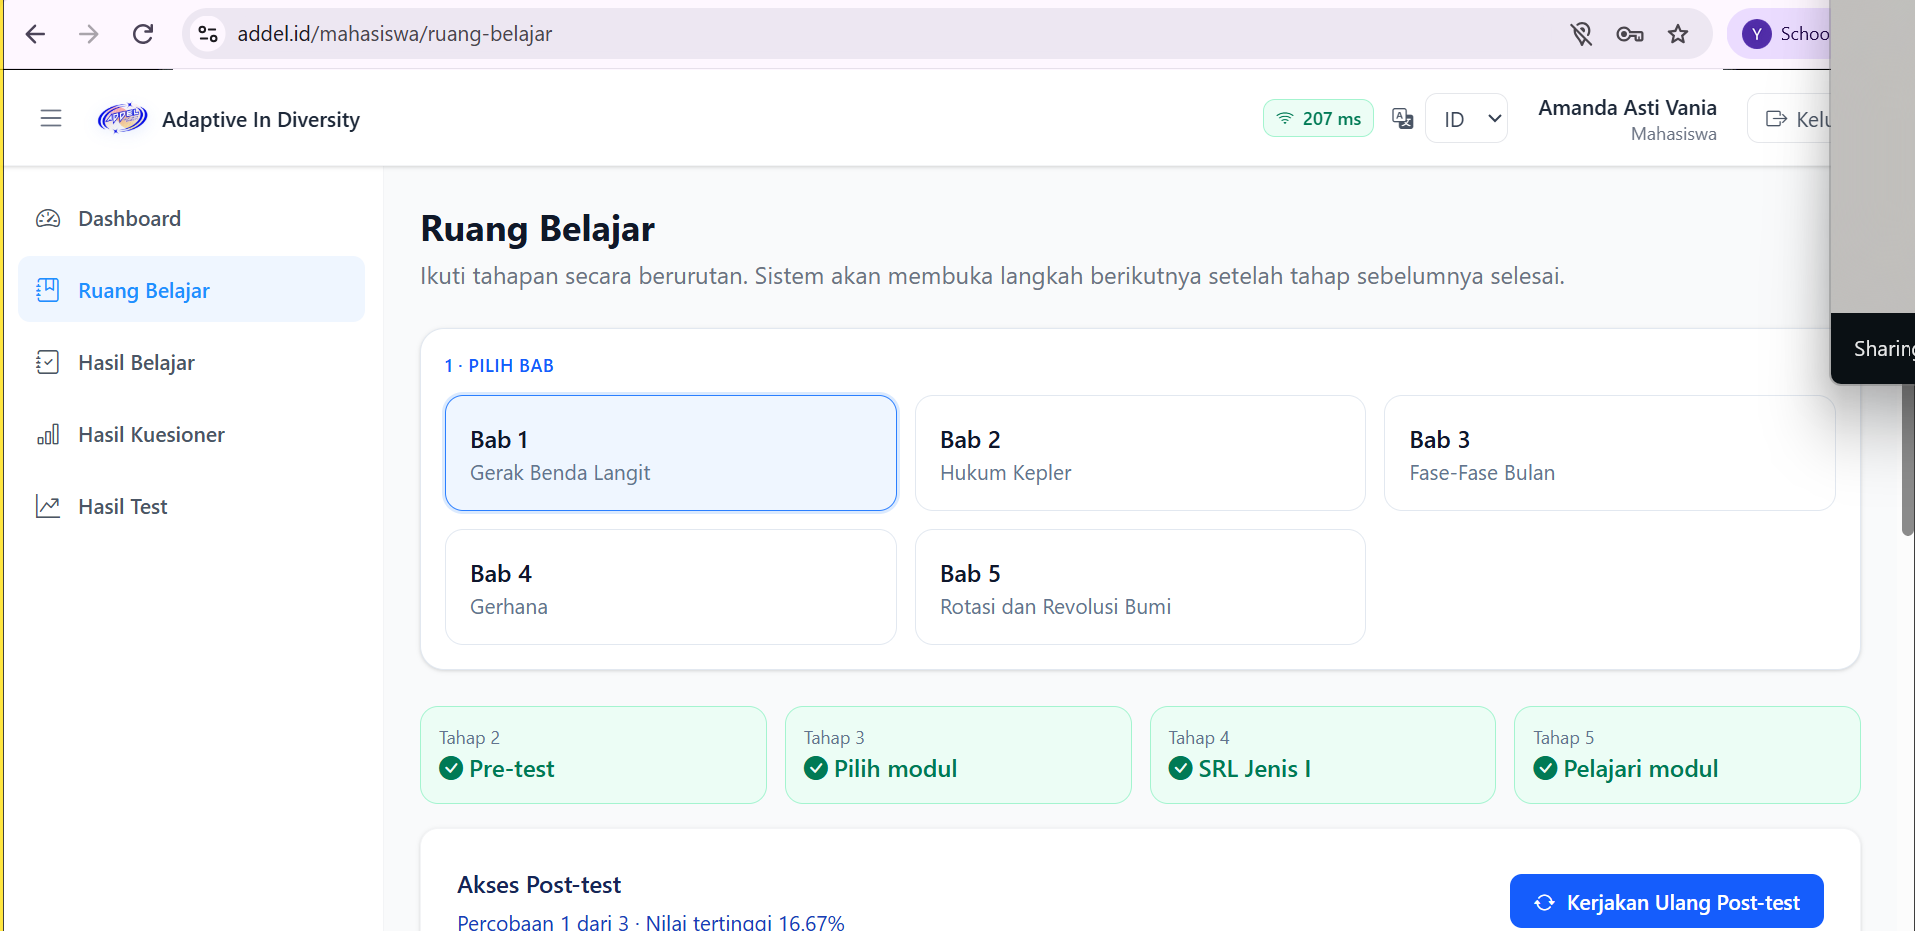 addel.id/mahasiswa/ruang-belajar
Y
ADDEL
Adaptive In Diversity
207 ms
ID
Amanda Asti Vania
Mahasiswa
Dashboard
Ruang Belajar
Hasil Belajar
Hasil Kuesioner
Hasil Test
Ruang Belajar
Ikuti tahapan secara berurutan. Sistem akan membuka langkah berikutnya setelah tahap sebelumnya selesai.
1 · PILIH BAB
Bab 1
Gerak Benda Langit
Bab 2
Hukum Kepler
Bab 3
Fase-Fase Bulan
Bab 4
Gerhana
Bab 5
Rotasi dan Revolusi Bumi
Tahap 2
Pre-test
Tahap 3
Pilih modul
Tahap 4
SRL Jenis I
Tahap 5
Pelajari modul
Akses Post-test
Percobaan 1 dari 3 · Nilai tertinggi 16,67%
Kerjakan Ulang Post-test